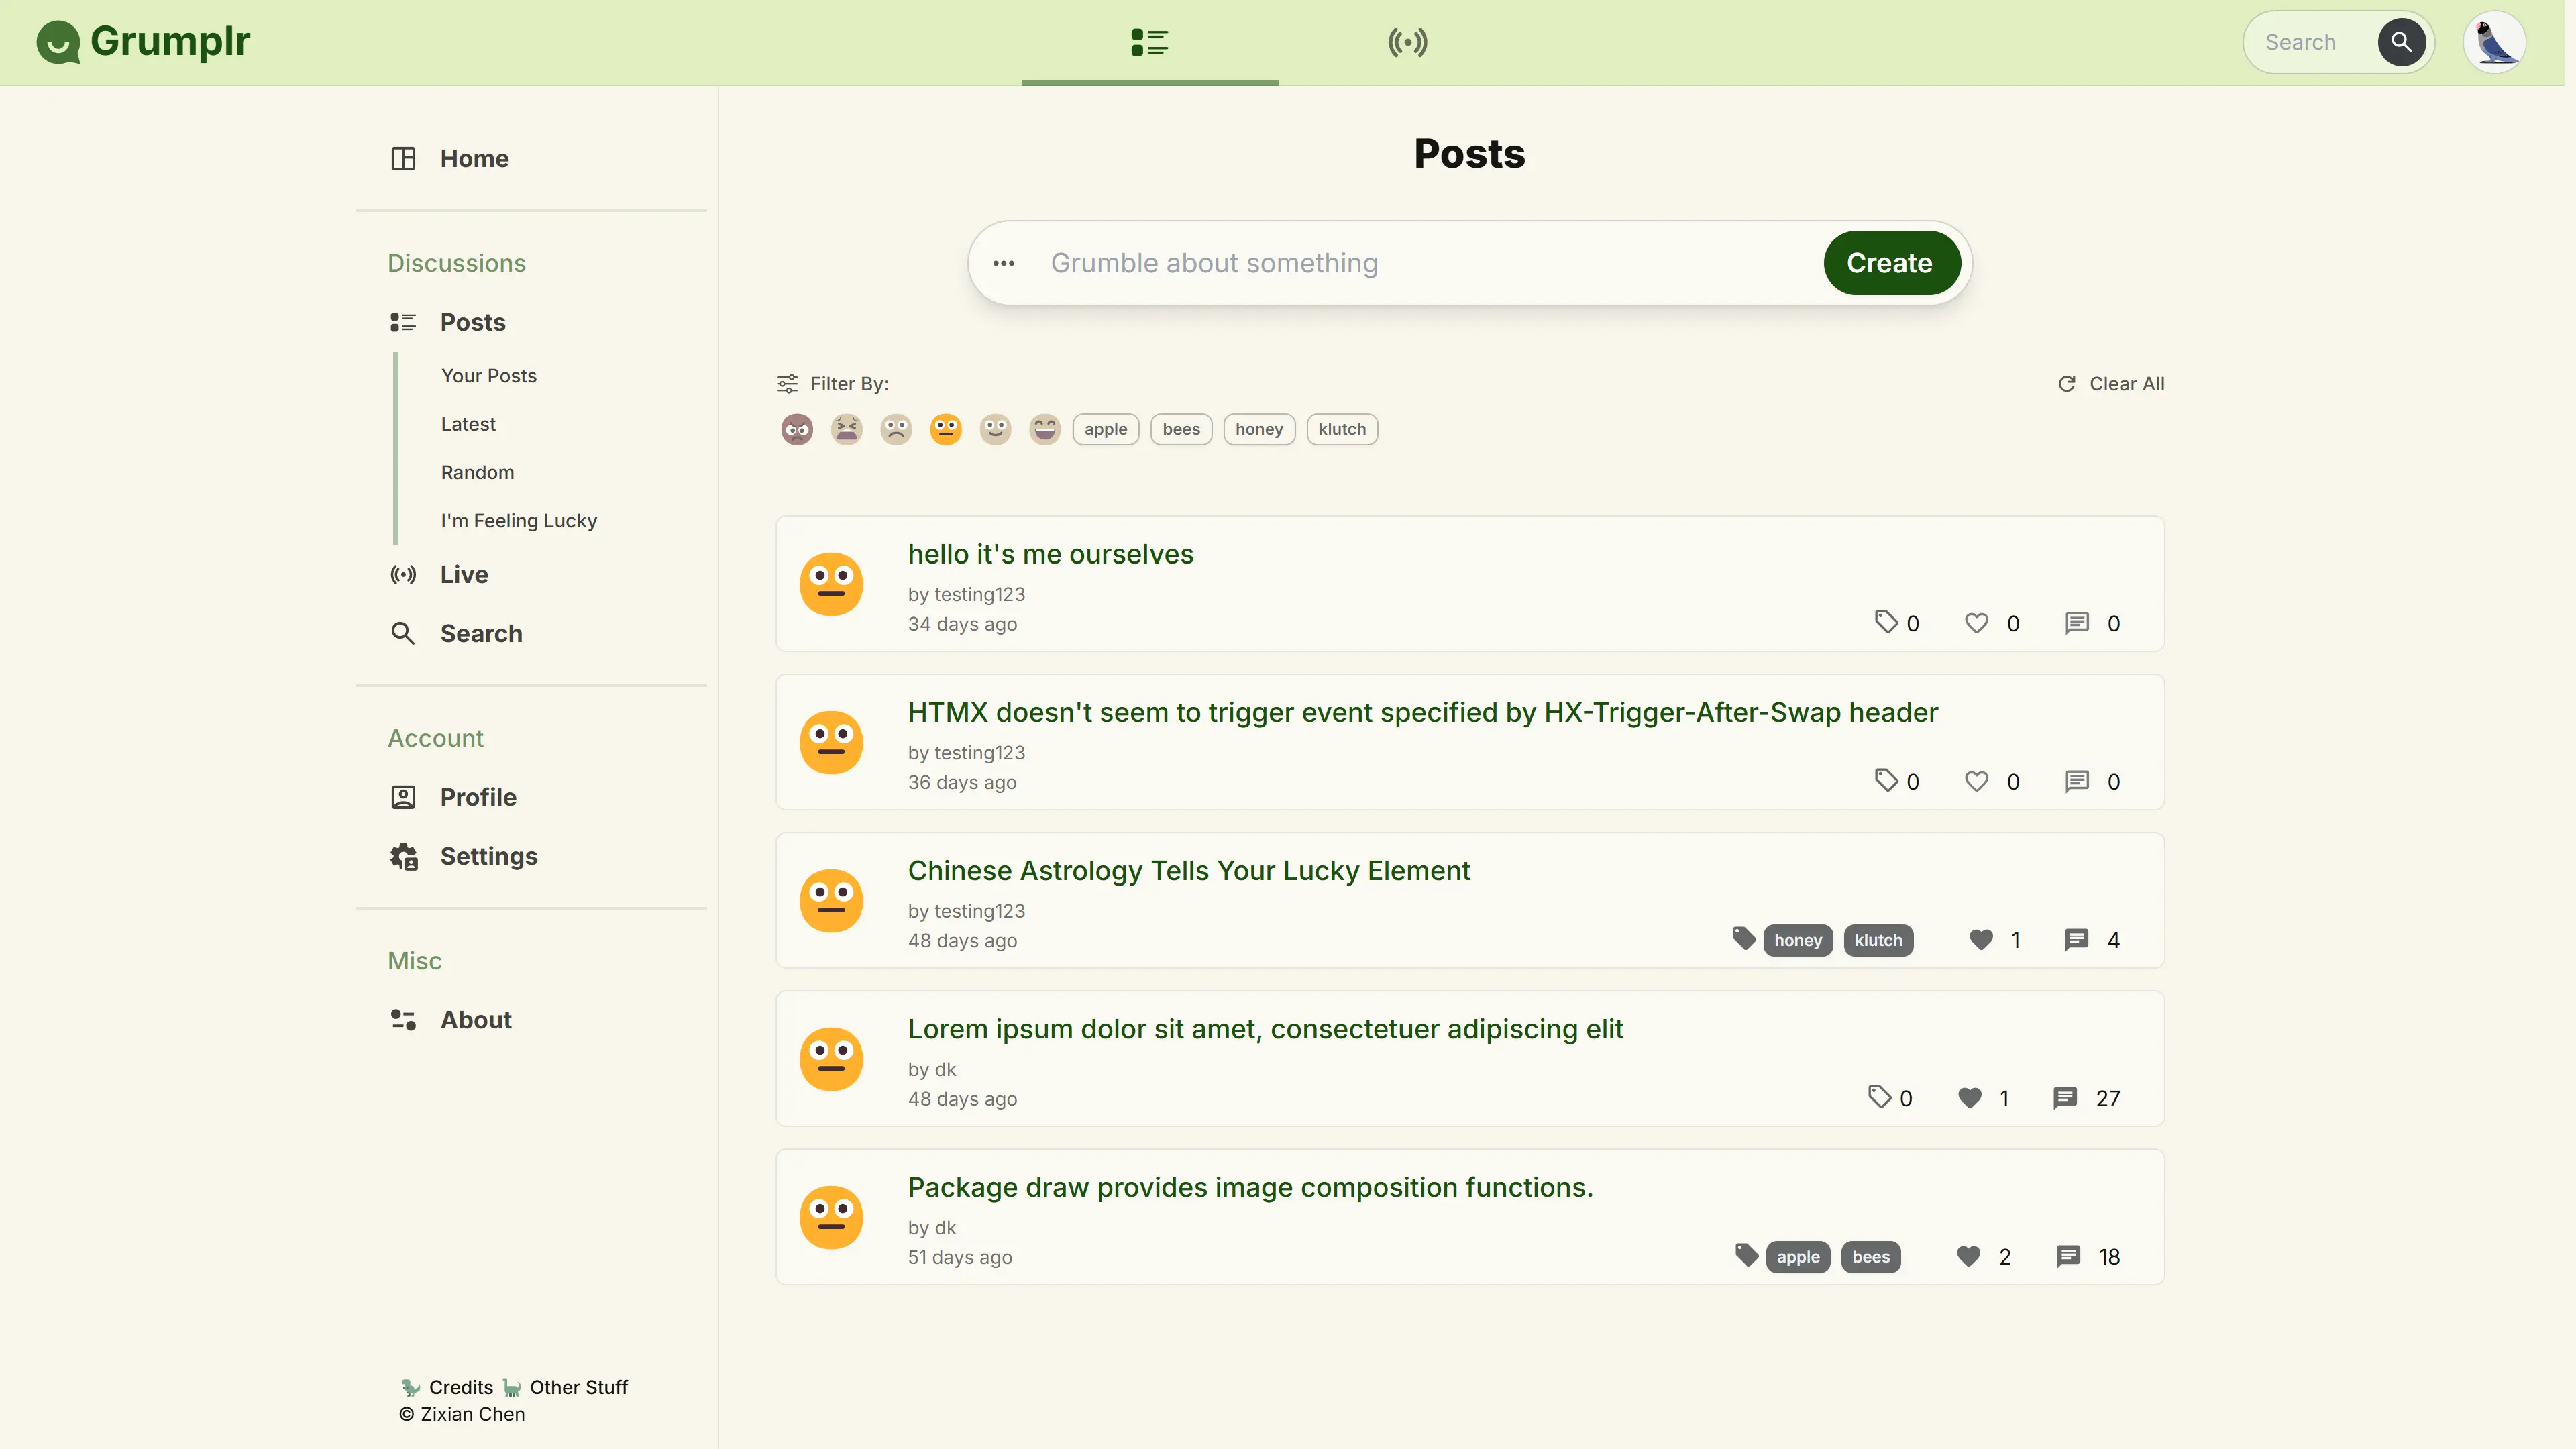 Grumplr
Search
Home
Discussions
Posts
Your Posts
Latest
Random
I'm Feeling Lucky
Live
Search
Account
Profile
Settings
Misc
About
Credits Other Stuff
© Zixian Chen
Posts
Grumble about something
Create
Filter By:
Clear All
apple bees honey klutch
hello it's me ourselves
by testing123
34 days ago
0 0 0
HTMX doesn't seem to trigger event specified by HX-Trigger-After-Swap header
by testing123
36 days ago
0 0 0
Chinese Astrology Tells Your Lucky Element
by testing123
48 days ago
honey klutch 1 4
Lorem ipsum dolor sit amet, consectetuer adipiscing elit
by dk
48 days ago
0 1 27
Package draw provides image composition functions.
by dk
51 days ago
apple bees 2 18